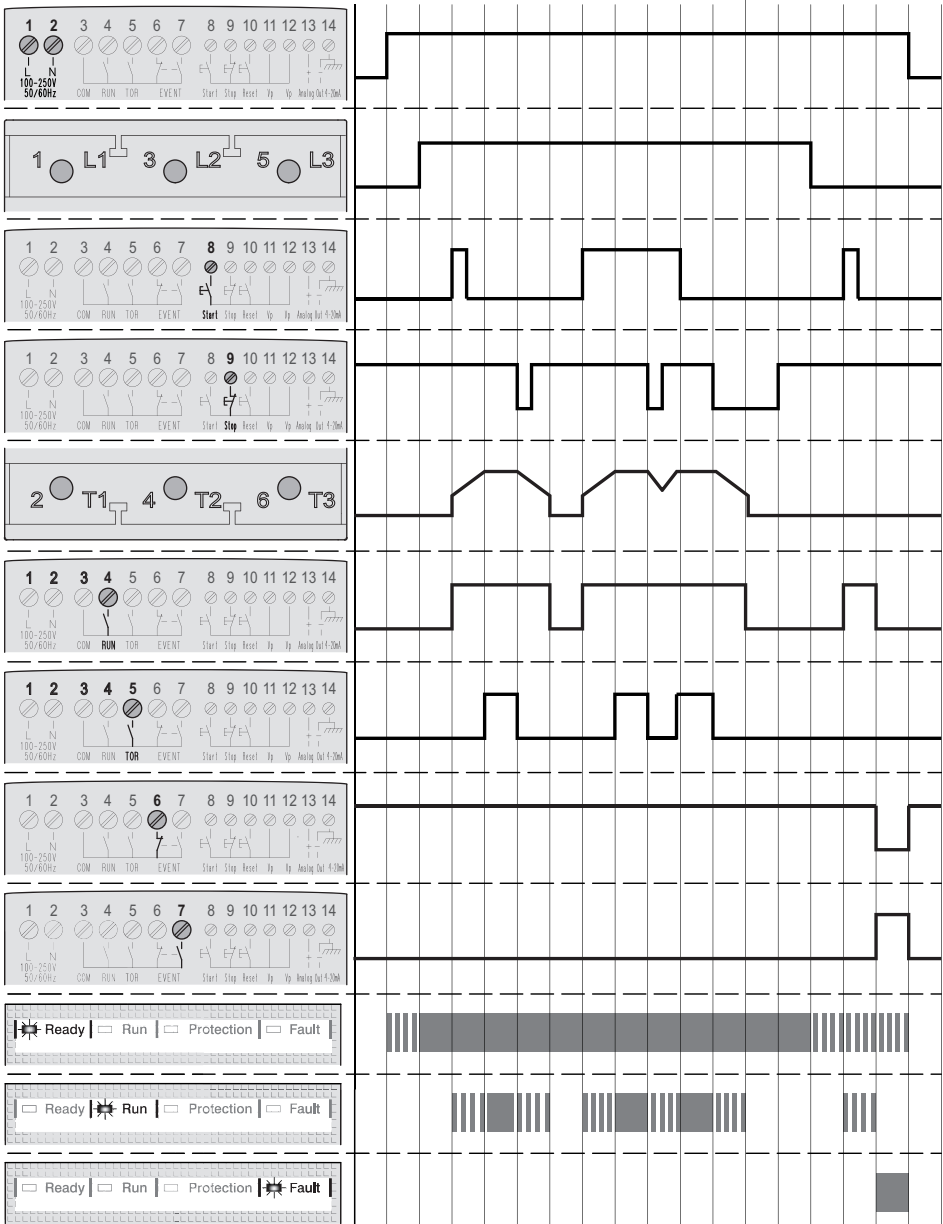 1 2 3 4 5 6 7 8 9 10 11 12 13 14
L N
100-250V
50/60Hz COM RUN TOR EVENT Start Stop Reset Vp Vp Analog Out 4-20mA
+ -
1 L1 3 L2 5 L3
1 2 3 4 5 6 7 8 9 10 11 12 13 14
L N
100-250V
50/60Hz COM RUN TOR EVENT Start Stop Reset Vp Vp Analog Out 4-20mA
+ -
1 2 3 4 5 6 7 8 9 10 11 12 13 14
L N
100-250V
50/60Hz COM RUN TOR EVENT Start Stop Reset Vp Vp Analog Out 4-20mA
+ -
2 T1 4 T2 6 T3
1 2 3 4 5 6 7 8 9 10 11 12 13 14
L N
100-250V
50/60Hz COM RUN TOR EVENT Start Stop Reset Vp Vp Analog Out 4-20mA
+ -
1 2 3 4 5 6 7 8 9 10 11 12 13 14
L N
100-250V
50/60Hz COM RUN TOR EVENT Start Stop Reset Vp Vp Analog Out 4-20mA
+ -
1 2 3 4 5 6 7 8 9 10 11 12 13 14
L N
100-250V
50/60Hz COM RUN TOR EVENT Start Stop Reset Vp Vp Analog Out 4-20mA
+ -
1 2 3 4 5 6 7 8 9 10 11 12 13 14
L N
100-250V
50/60Hz COM RUN TOR EVENT Start Stop Reset Vp Vp Analog Out 4-20mA
+ -
Ready Run Protection Fault
Ready Run Protection Fault
Ready Run Protection Fault